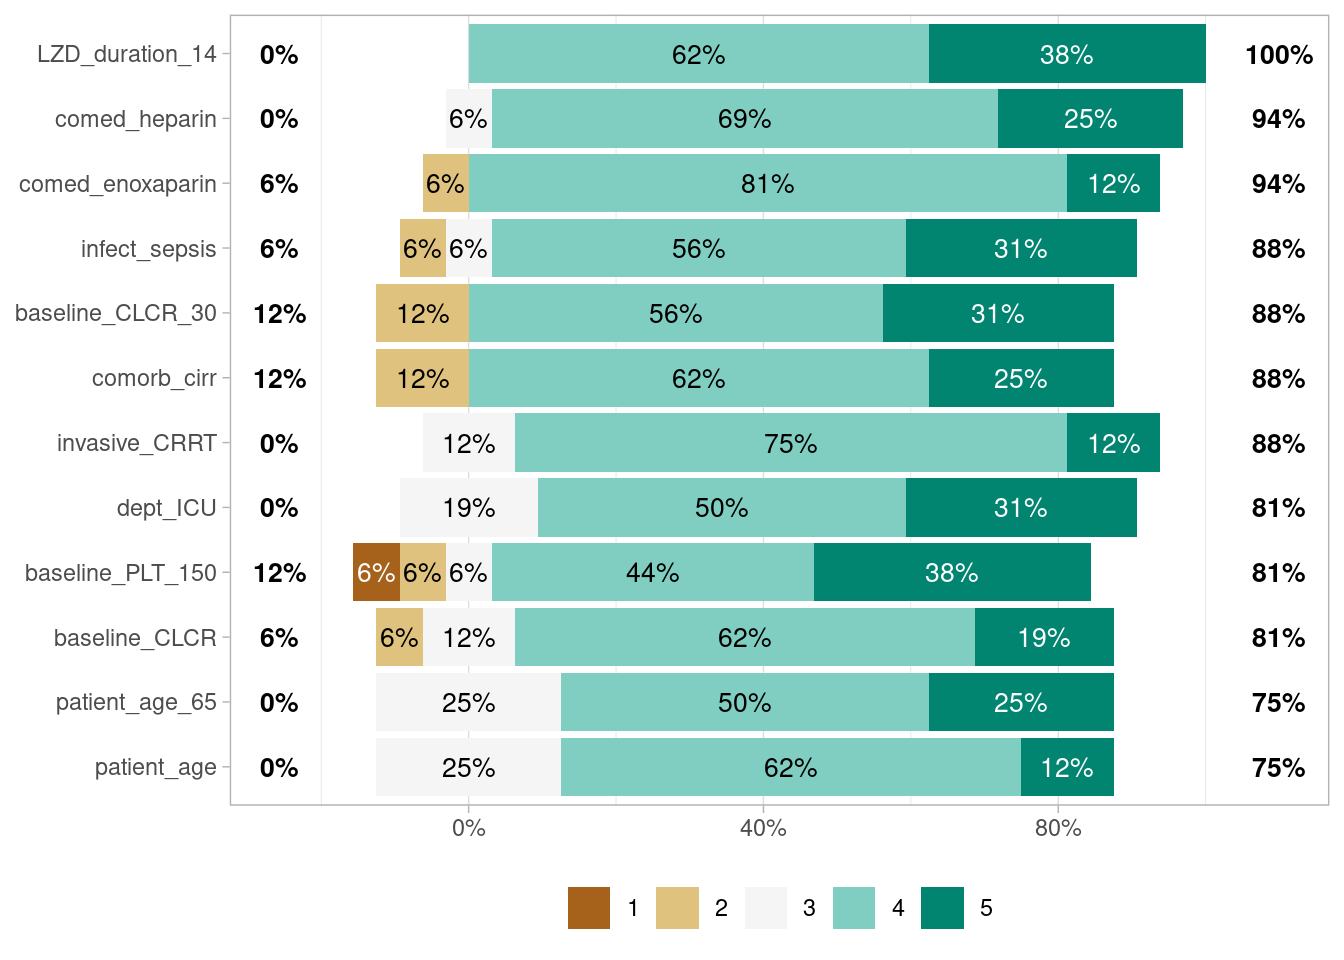 LZD_duration_14 0% 62% 38% 100%
comed_heparin 0% 6% 69% 25% 94%
comed_enoxaparin 6% 6% 81% 12% 94%
infect_sepsis 6% 6% 6% 56% 31% 88%
baseline_CLCR_30 12% 12% 56% 31% 88%
comorb_cirr 12% 12% 62% 25% 88%
invasive_CRRT 0% 12% 75% 12% 88%
dept_ICU 0% 19% 50% 31% 81%
baseline_PLT_150 12% 6% 6% 6% 44% 38% 81%
baseline_CLCR 6% 6% 12% 62% 19% 81%
patient_age_65 0% 25% 50% 25% 75%
patient_age 0% 25% 62% 12% 75%
0% 40% 80%
1 2 3 4 5